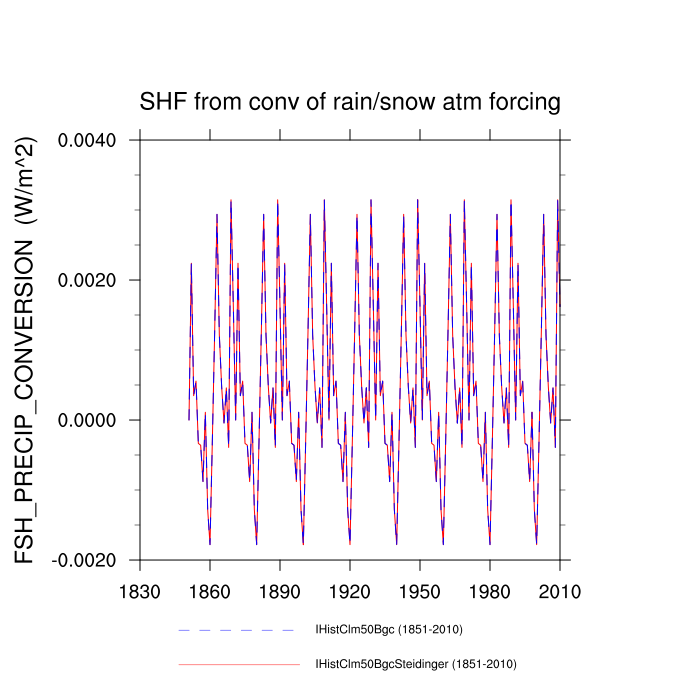 SHF from conv of rain/snow atm forcing
FSH_PRECIP_CONVERSION (W/m^2)
0.0040
0.0020
0.0000
-0.0020
1830 1860 1890 1920 1950 1980 2010
IHistClm50Bgc (1851-2010)
IHistClm50BgcSteidinger (1851-2010)